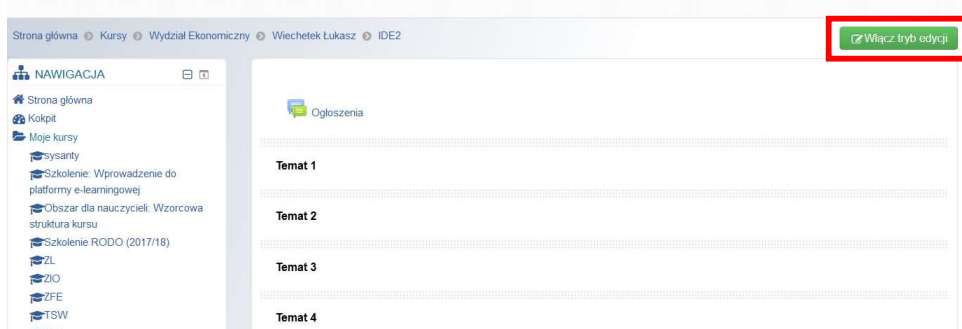 Strona główna Kursy Wydział Ekonomiczny Wiechetek Łukasz IDE2
Włącz tryb edycji
NAWIGACJA
Strona główna
Kokpit
Moje kursy
sysanty
Szkolenie: Wprowadzenie do
platformy e-learningowej
Obszar dla nauczycieli: Wzorcowa
struktura kursu
Szkolenie RODO (2017/18)
ZL
ZIO
ZFE
TSW
Ogłoszenia
Temat 1
Temat 2
Temat 3
Temat 4